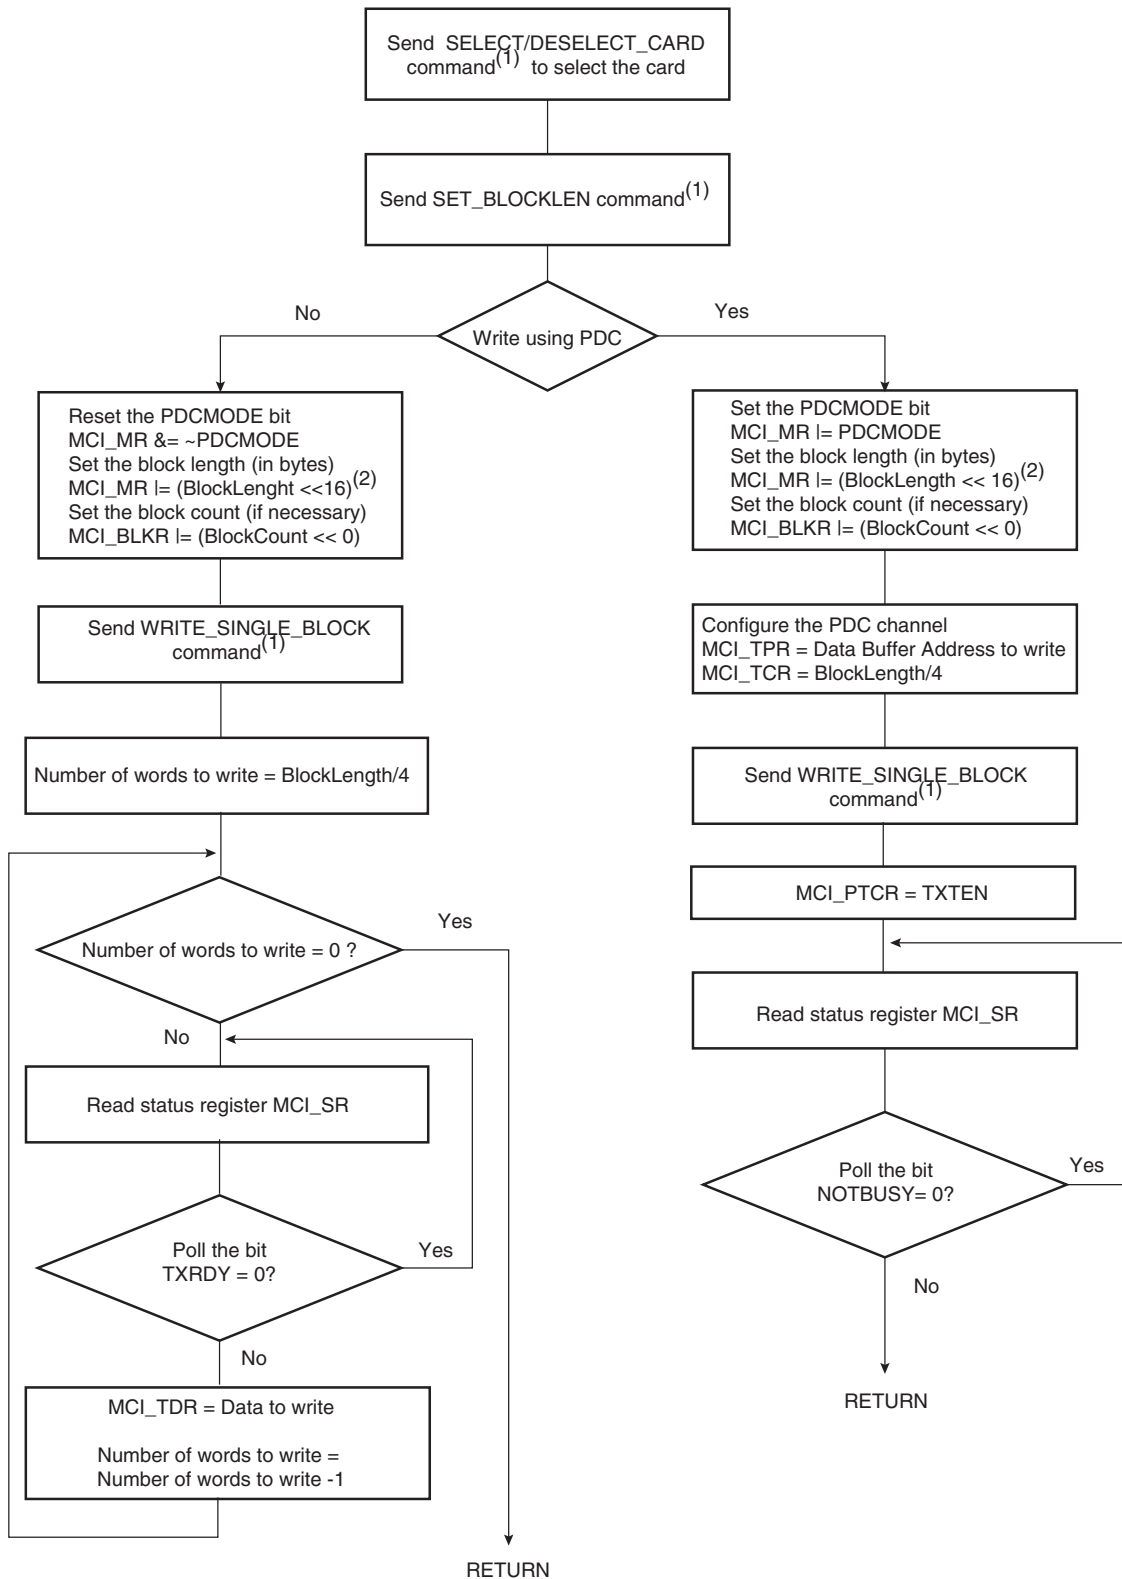 Send SELECT/DESELECT_CARD
command(1) to select the card
Send SET_BLOCKLEN command(1)
No
Yes
Write using PDC
Reset the PDCMODE bit
MCI_MR &= ~PDCMODE
Set the block length (in bytes)
MCI_MR |= (BlockLenght <<16)(2)
Set the block count (if necessary)
MCI_BLKR |= (BlockCount << 0)
Send WRITE_SINGLE_BLOCK
command(1)
Number of words to write = BlockLength/4
Number of words to write = 0 ?
Yes
No
Read status register MCI_SR
Poll the bit
TXRDY = 0?
Yes
No
MCI_TDR = Data to write
Number of words to write =
Number of words to write -1
RETURN
Set the PDCMODE bit
MCI_MR |= PDCMODE
Set the block length (in bytes)
MCI_MR |= (BlockLength << 16)(2)
Set the block count (if necessary)
MCI_BLKR |= (BlockCount << 0)
Configure the PDC channel
MCI_TPR = Data Buffer Address to write
MCI_TCR = BlockLength/4
Send WRITE_SINGLE_BLOCK
command(1)
MCI_PTCR = TXTEN
Read status register MCI_SR
Poll the bit
NOTBUSY= 0?
Yes
No
RETURN